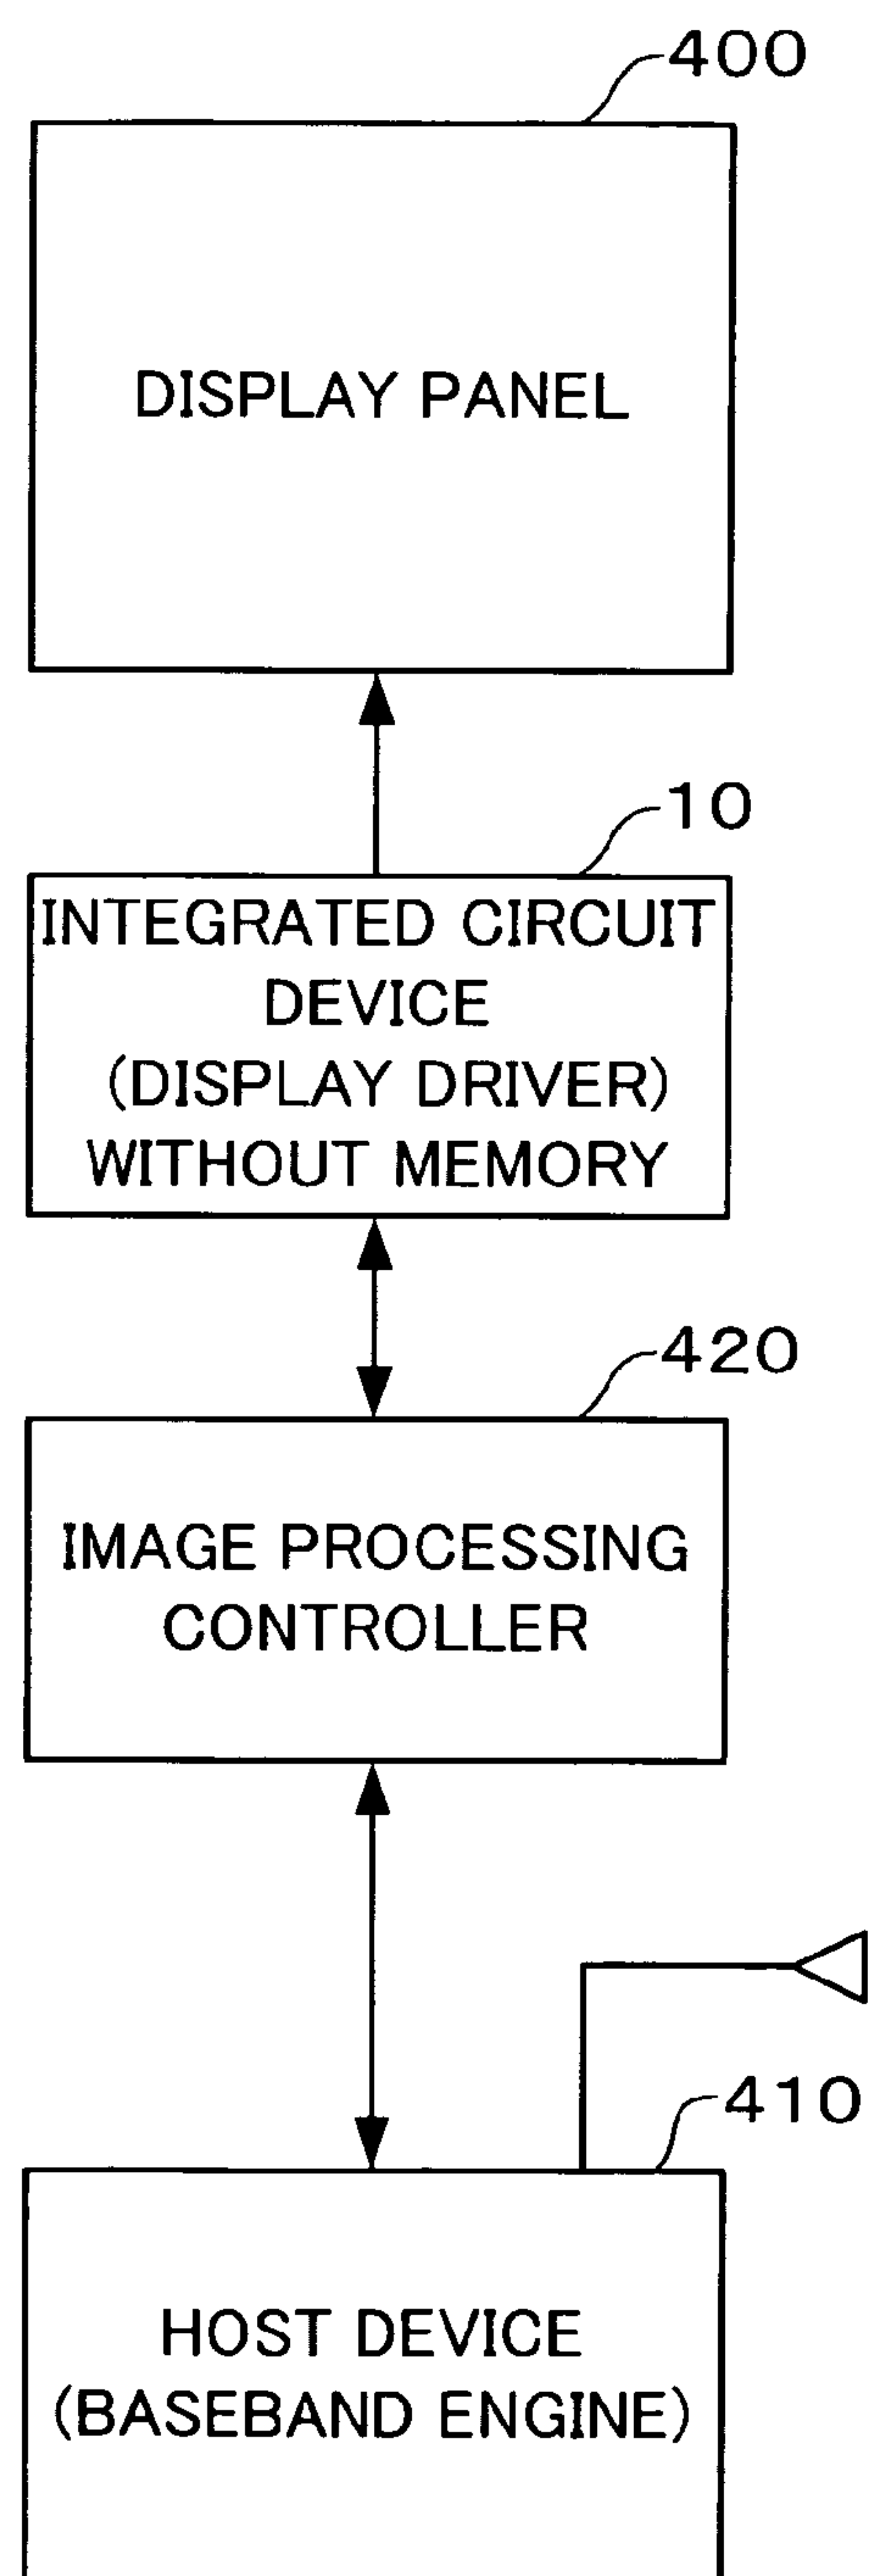 400
DISPLAY PANEL
10
INTEGRATED CIRCUIT
DEVICE
(DISPLAY DRIVER)
WITHOUT MEMORY
420
IMAGE PROCESSING
CONTROLLER
410
HOST DEVICE
(BASEBAND ENGINE)